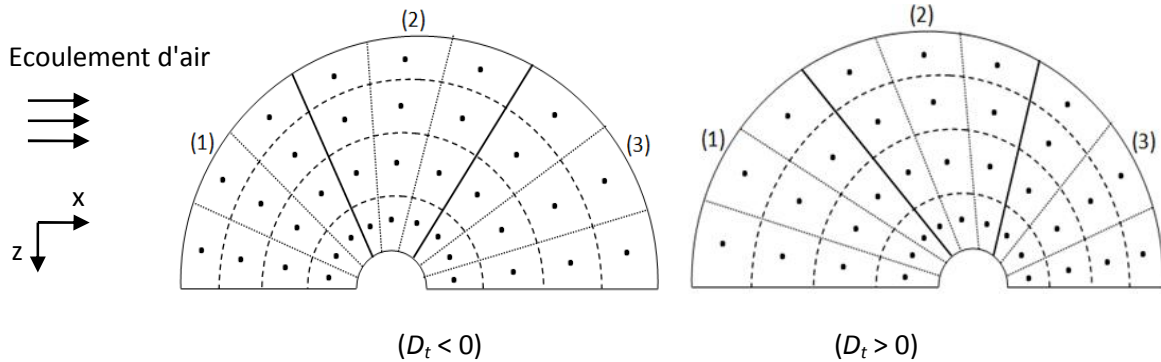 Ecoulement d'air
x
z
(1)
(2)
(3)
(D_t < 0)
(1)
(2)
(3)
(D_t > 0)